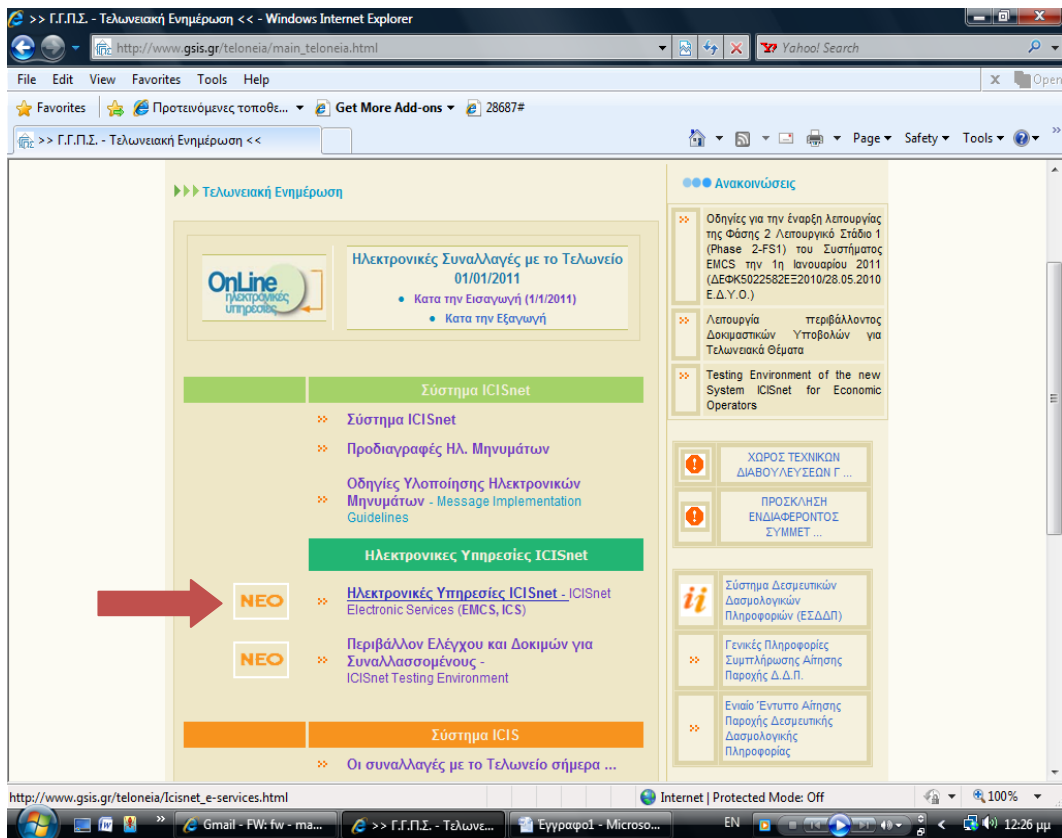 >> Γ.Γ.Π.Σ. - Τελωνειακή Ενημέρωση << - Windows Internet Explorer
http://www.gsis.gr/teloneia/main_teloneia.html
Yahoo! Search
File Edit View Favorites Tools Help
x Open
Favorites Προτεινόμενες τοποθε... Get More Add-ons 28687#
>> Γ.Γ.Π.Σ. - Τελωνειακή Ενημέρωση <<
Page Safety Tools
Τελωνειακή Ενημέρωση
OnLine
ηλεκτρονικές
υπηρεσίες
Ηλεκτρονικές Συναλλαγές με το Τελωνείο
01/01/2011
• Κατα την Εισαγωγή (1/1/2011)
• Κατα την Εξαγωγή
Σύστημα ICISnet
Σύστημα ICISnet
Προδιαγραφές Ηλ. Μηνυμάτων
Οδηγίες Υλοποίησης Ηλεκτρονικών
Μηνυμάτων - Message Implementation
Guidelines
Ηλεκτρονικες Υπηρεσίες ICISnet
ΝΕΟ
Ηλεκτρονικές Υπηρεσίες ICISnet - ICISnet
Electronic Services (EMCS, ICS)
ΝΕΟ
Περιβάλλον Ελέγχου και Δοκιμών για
Συναλλασσομένους -
ICISnet Testing Environment
Σύστημα ICIS
Οι συναλλαγές με το Τελωνείο σήμερα ...
Ανακοινώσεις
Οδηγίες για την έναρξη λειτουργίας
της Φάσης 2 Λειτουργικό Στάδιο 1
(Phase 2-FS1) του Συστήματος
EMCS την 1η Ιανουαρίου 2011
(ΔΕΦΚ5022582ΕΞ2010/28.05.2010
Ε.Δ.Υ.Ο.)
Λειτουργία περιβάλλοντος
Δοκιμαστικών Υποβολών για
Τελωνειακά Θέματα
Testing Environment of the new
System ICISnet for Economic
Operators
ΧΩΡΟΣ ΤΕΧΝΙΚΩΝ
ΔΙΑΒΟΥΛΕΥΣΕΩΝ Γ ...
ΠΡΟΣΚΛΗΣΗ
ΕΝΔΙΑΦΕΡΟΝΤΟΣ
ΣΥΜΜΕΤ ...
Σύστημα Δεσμευτικών
Δασμολογικών
Πληροφοριών (ΕΣΔΔΠ)
Γενικές Πληροφορίες
Συμπλήρωσης Αίτησης
Παροχής Δ.Δ.Π.
Ενιαίο Έντυπο Αίτησης
Παροχής Δεσμευτικής
Δασμολογικής
Πληροφορίας
http://www.gsis.gr/teloneia/Icisnet_e-services.html
Internet | Protected Mode: Off
100%
Gmail - FW: fw - ma...
>> Γ.Γ.Π.Σ. - Τελωνε...
Έγγραφο1 - Microso...
EN
12:26 μμ